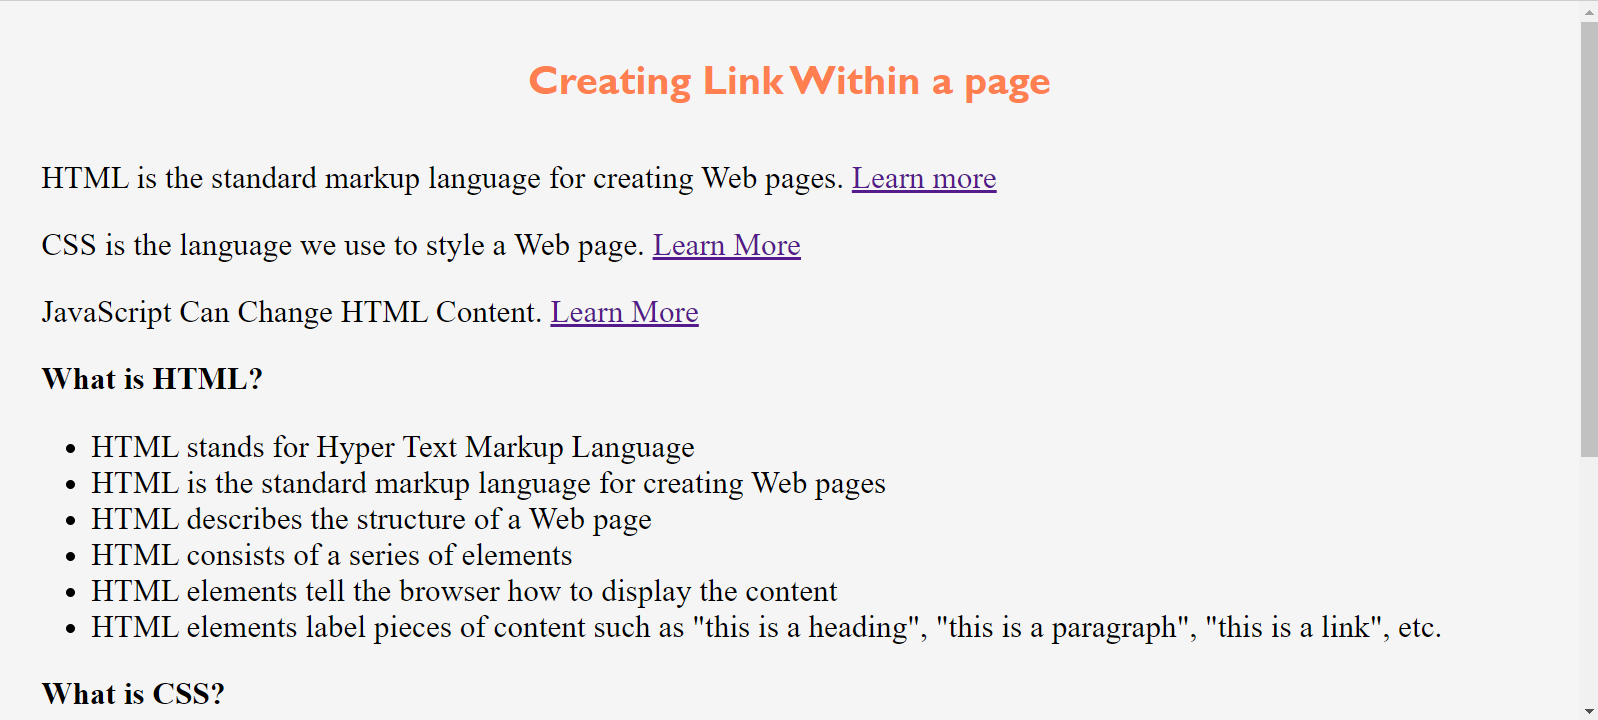 Creating Link Within a page
HTML is the standard markup language for creating Web pages. Learn more
CSS is the language we use to style a Web page. Learn More
JavaScript Can Change HTML Content. Learn More
What is HTML?
• HTML stands for Hyper Text Markup Language
• HTML is the standard markup language for creating Web pages
• HTML describes the structure of a Web page
• HTML consists of a series of elements
• HTML elements tell the browser how to display the content
• HTML elements label pieces of content such as "this is a heading", "this is a paragraph", "this is a link", etc.
What is CSS?